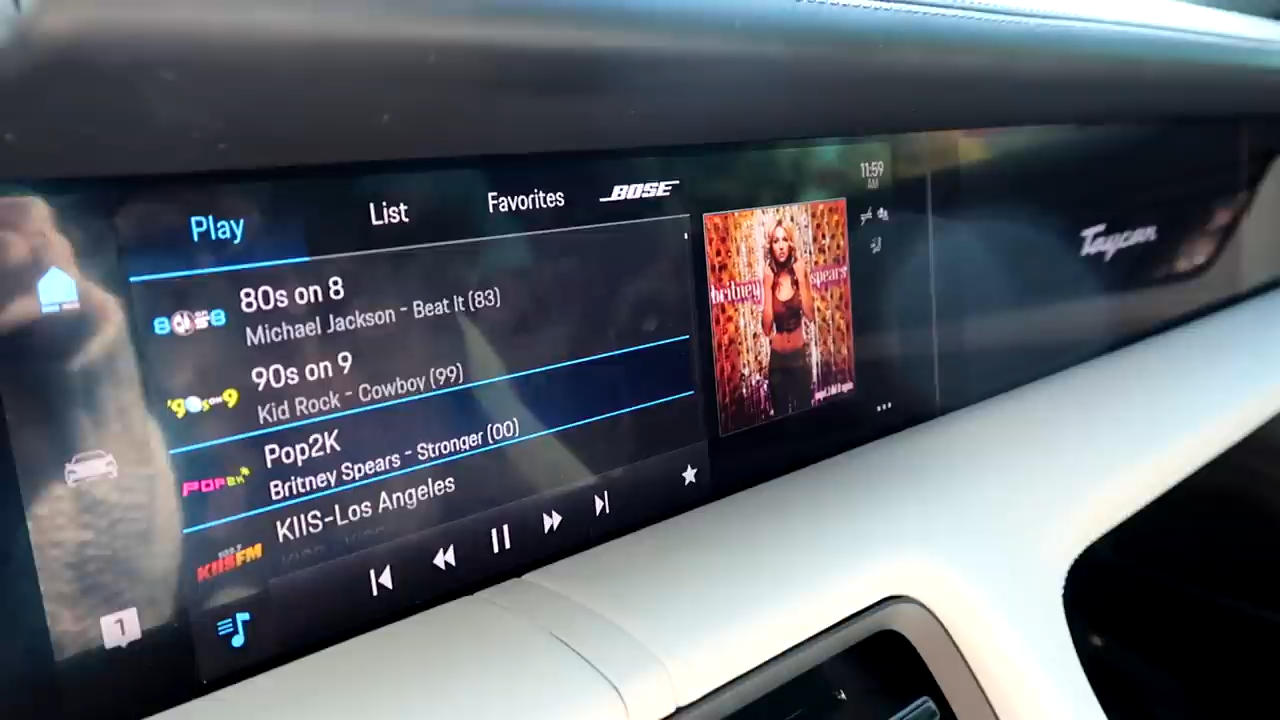 Play
List
Favorites
BOSE
11:59
AM
Taycan
80s on 8
Michael Jackson - Beat It (83)
90s on 9
Kid Rock - Cowboy (99)
Pop2K
Britney Spears - Stronger (00)
KIIS-Los Angeles
KIISFM
britney
spears
1